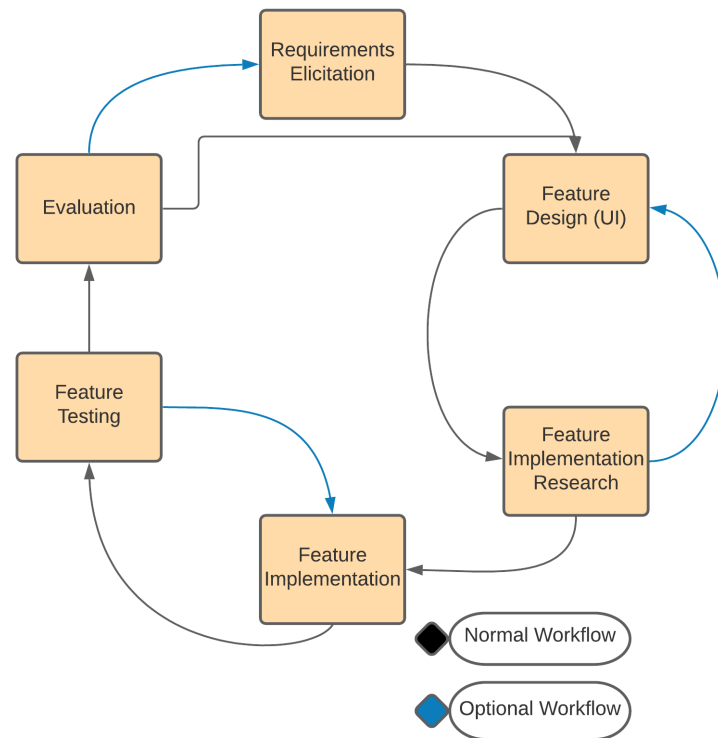 Requirements
Elicitation
Evaluation
Feature
Design (UI)
Feature
Testing
Feature
Implementation
Research
Feature
Implementation
Normal Workflow
Optional Workflow